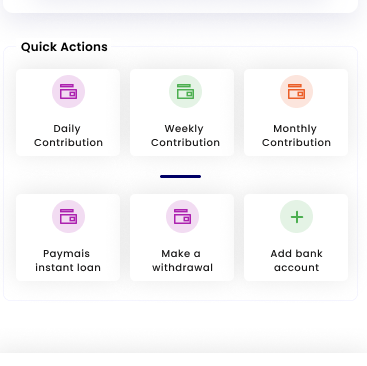 Quick Actions
Daily
Contribution
Weekly
Contribution
Monthly
Contribution
Paymais
instant loan
Make a
withdrawal
Add bank
account